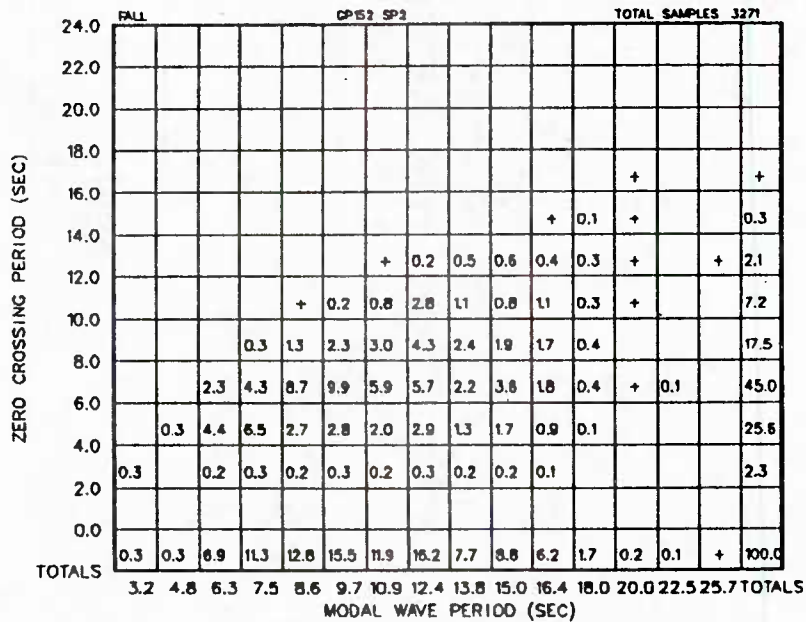 FALL GP152 SP2 TOTAL SAMPLES 3271
24.0
22.0
20.0
18.0
+ +
16.0
+ 0.1 + 0.3
14.0
+ 0.2 0.5 0.6 0.4 0.3 + + 2.1
12.0
+ 0.2 0.8 2.8 1.1 0.8 1.1 0.3 + 7.2
10.0
0.3 1.3 2.3 3.0 4.3 2.4 1.9 1.7 0.4 17.5
8.0
2.3 4.3 8.7 9.9 5.9 5.7 2.2 3.6 1.8 0.4 + 0.1 45.0
6.0
0.3 4.4 6.5 2.7 2.8 2.0 2.9 1.3 1.7 0.9 0.1 25.6
4.0
0.3 0.2 0.3 0.2 0.3 0.2 0.3 0.2 0.2 0.1 2.3
2.0
0.0
0.3 0.3 6.9 11.3 12.8 15.5 11.9 16.2 7.7 8.8 6.2 1.7 0.2 0.1 + 100.0
TOTALS
3.2 4.8 6.3 7.5 8.6 9.7 10.9 12.4 13.8 15.0 16.4 18.0 20.0 22.5 25.7 TOTALS
MODAL WAVE PERIOD (SEC)
ZERO CROSSING PERIOD (SEC)